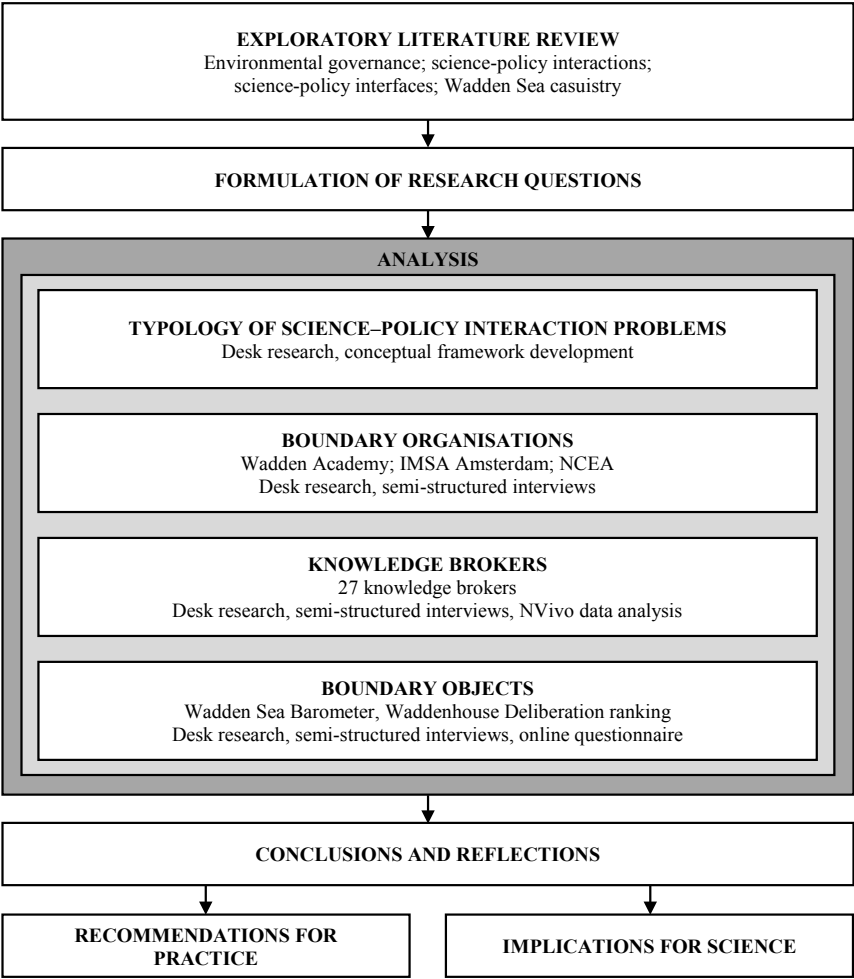 EXPLORATORY LITERATURE REVIEW
Environmental governance; science-policy interactions;
science-policy interfaces; Wadden Sea casuistry
FORMULATION OF RESEARCH QUESTIONS
ANALYSIS
TYPOLOGY OF SCIENCE–POLICY INTERACTION PROBLEMS
Desk research, conceptual framework development
BOUNDARY ORGANISATIONS
Wadden Academy; IMSA Amsterdam; NCEA
Desk research, semi-structured interviews
KNOWLEDGE BROKERS
27 knowledge brokers
Desk research, semi-structured interviews, NVivo data analysis
BOUNDARY OBJECTS
Wadden Sea Barometer, Waddenhouse Deliberation ranking
Desk research, semi-structured interviews, online questionnaire
CONCLUSIONS AND REFLECTIONS
RECOMMENDATIONS FOR
PRACTICE
IMPLICATIONS FOR SCIENCE